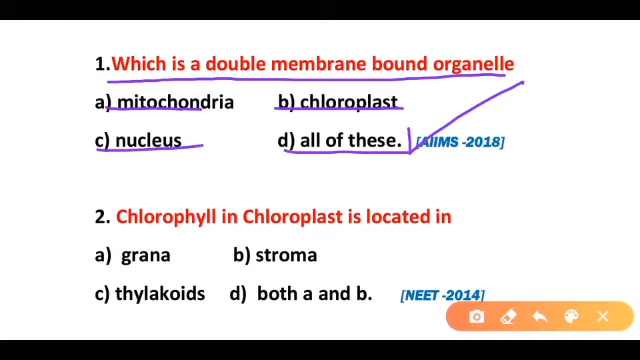 1.Which is a double membrane bound organelle
a) mitochondria b) chloroplast
c) nucleus d) all of these. [AIIMS -2018]
2. Chlorophyll in Chloroplast is located in
a) grana b) stroma
c) thylakoids d) both a and b. [NEET -2014]